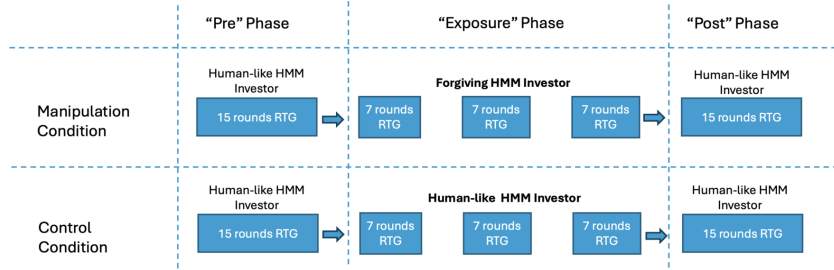 “Pre” Phase
“Exposure” Phase
“Post” Phase
Manipulation
Condition
Human-like HMM
Investor
15 rounds RTG
Forgiving HMM Investor
7 rounds
RTG
7 rounds
RTG
7 rounds
RTG
Human-like HMM
Investor
15 rounds RTG
Control
Condition
Human-like HMM
Investor
15 rounds RTG
Human-like HMM Investor
7 rounds
RTG
7 rounds
RTG
7 rounds
RTG
Human-like HMM
Investor
15 rounds RTG